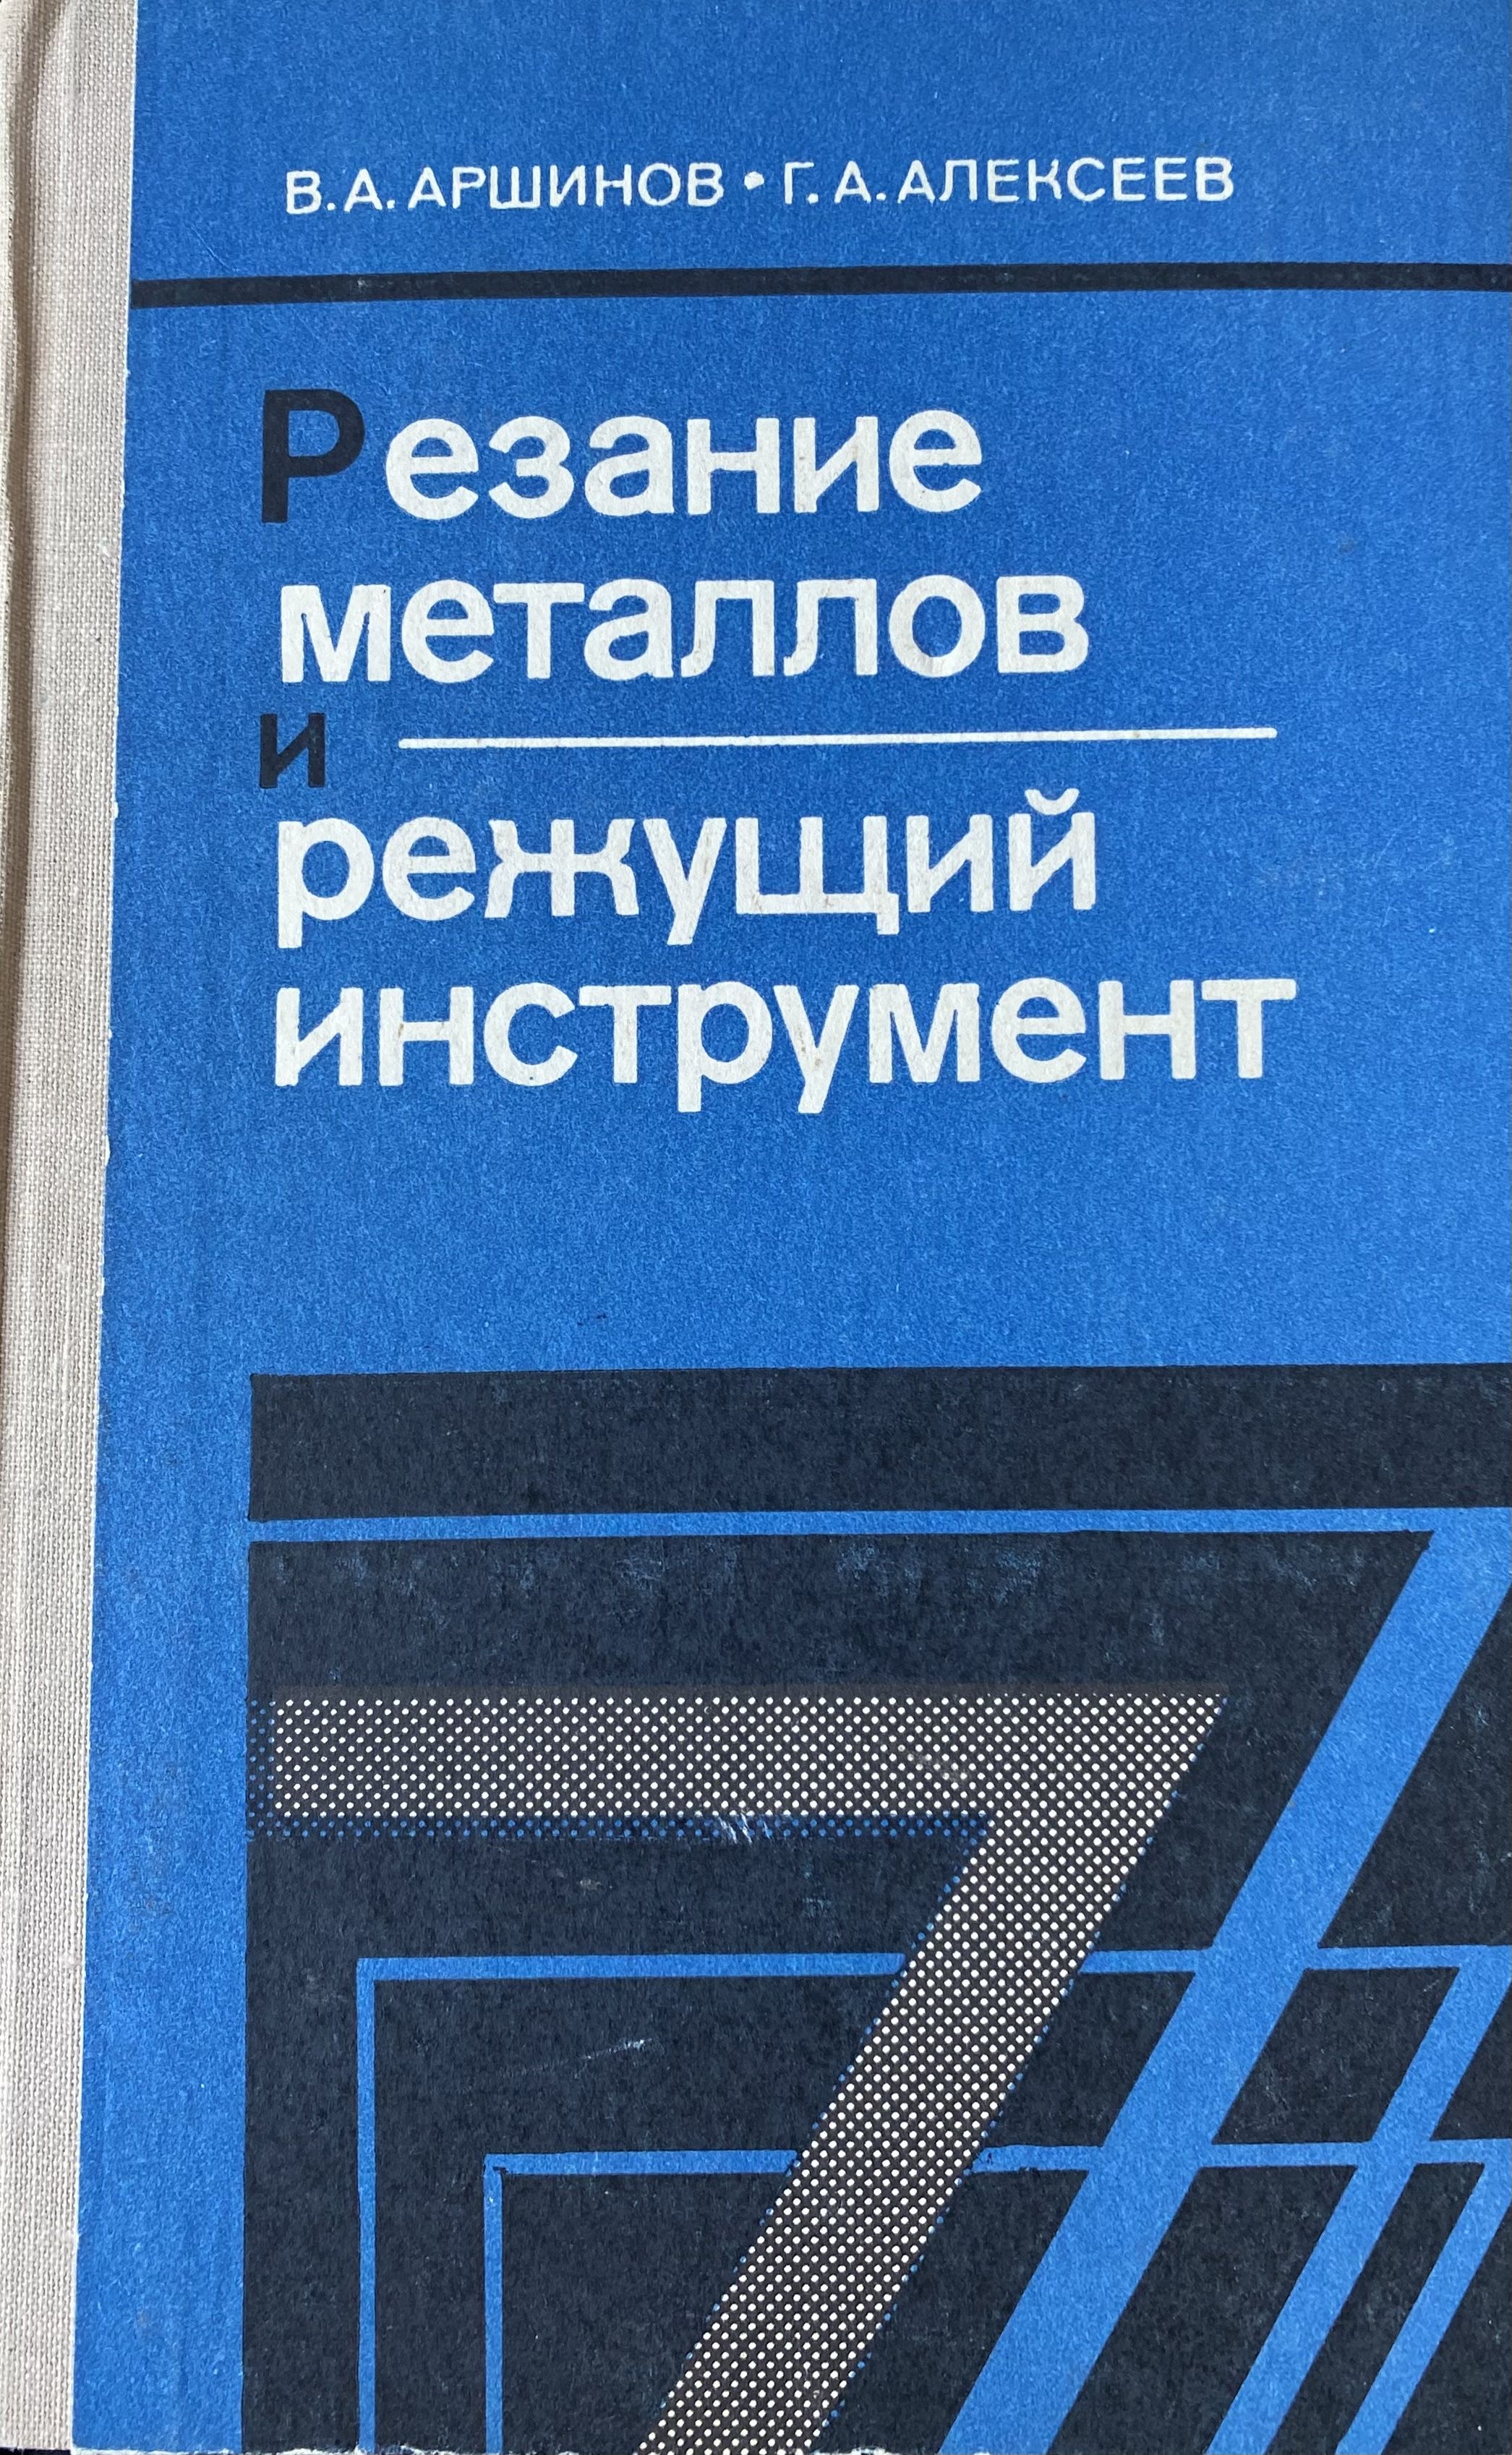 В. А. АРШИНОВ • Г. А. АЛЕКСЕЕВ
Резание
металлов
и
режущий
инструмент